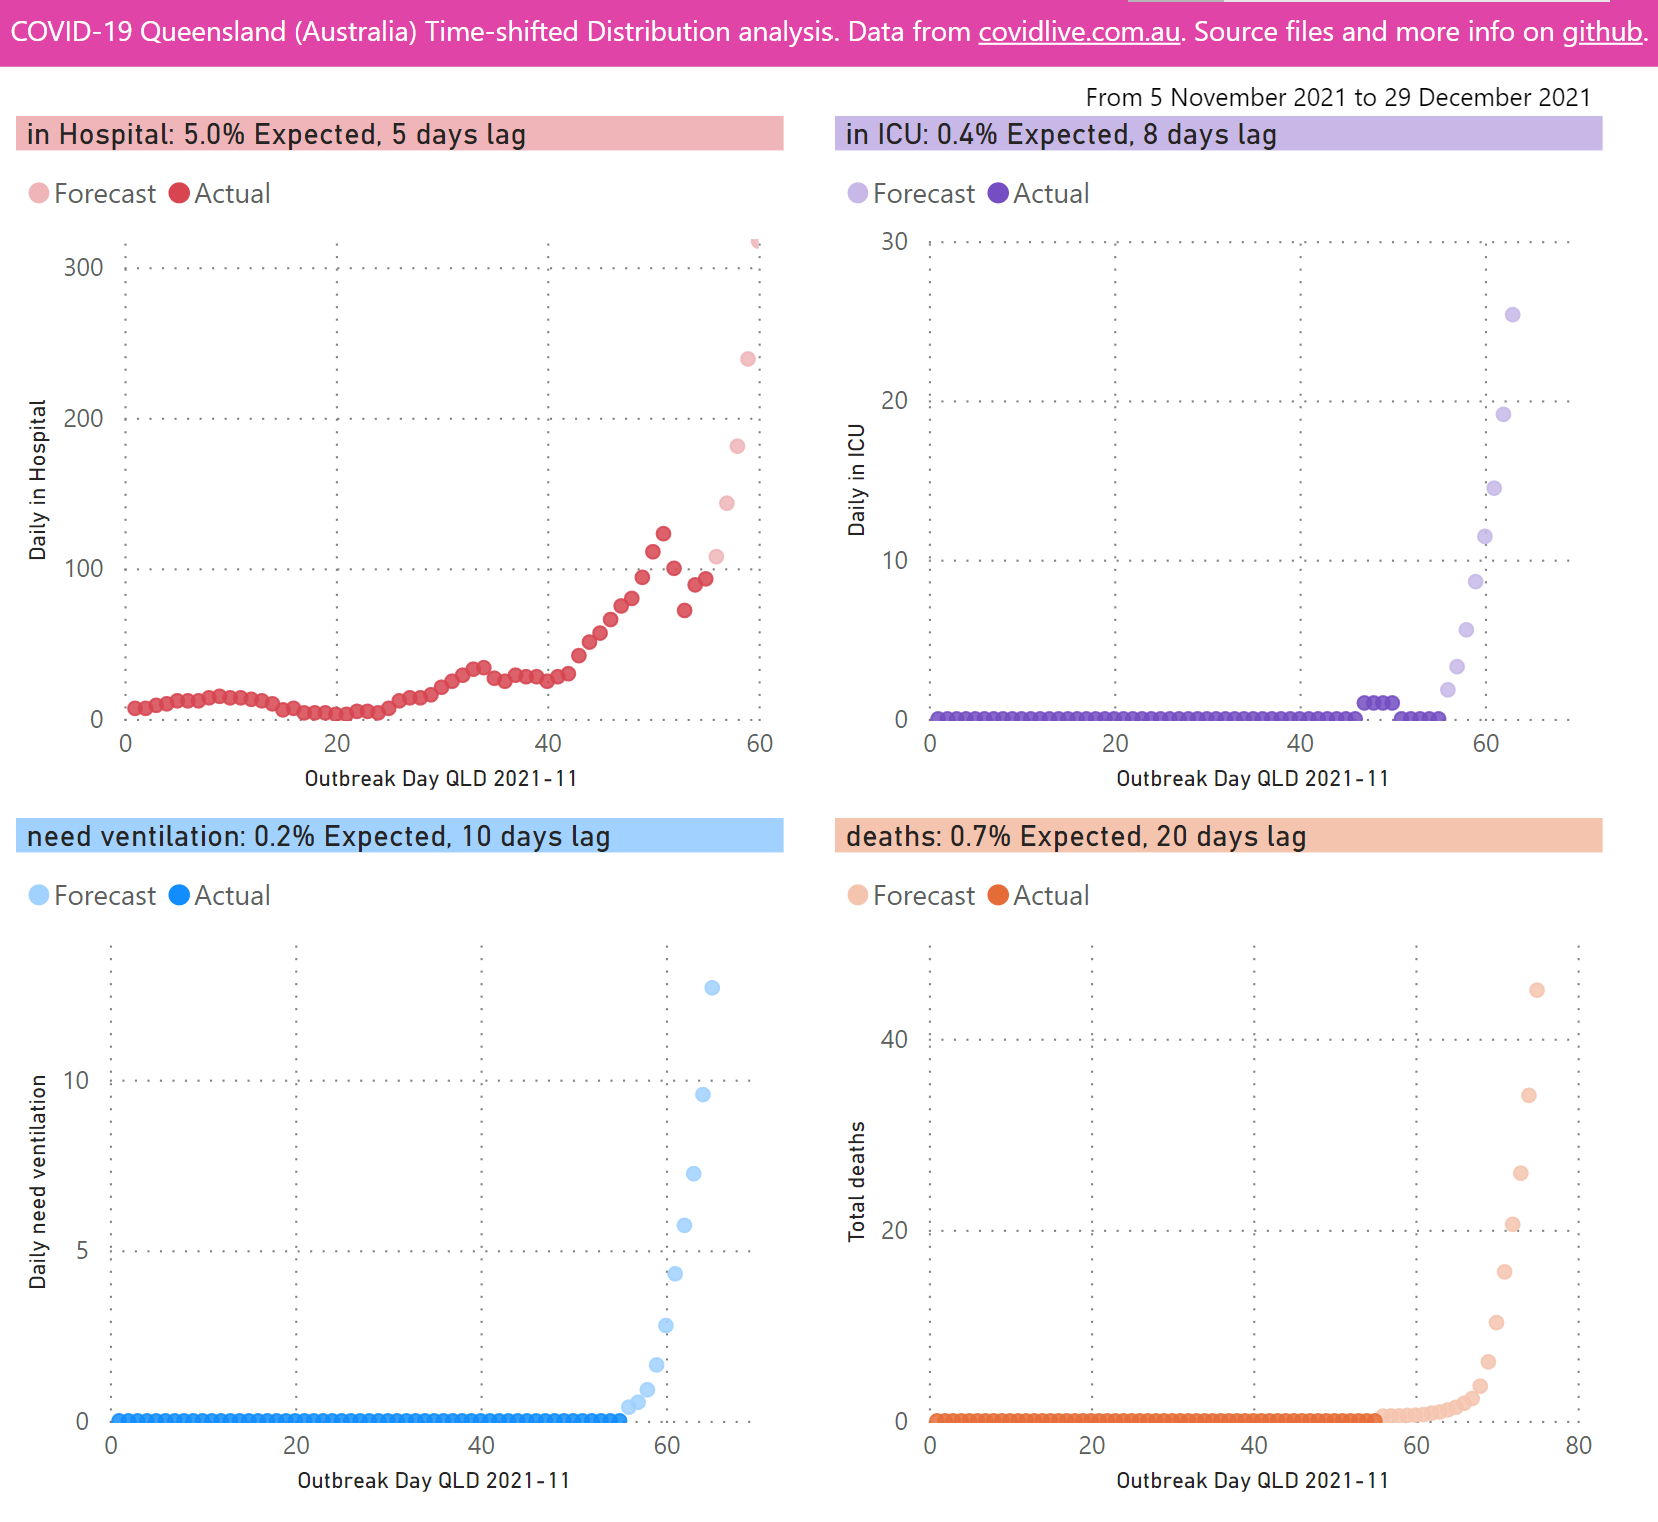 COVID-19 Queensland (Australia) Time-shifted Distribution analysis. Data from covidlive.com.au. Source files and more info on github.
From 5 November 2021 to 29 December 2021
in Hospital: 5.0% Expected, 5 days lag
Forecast Actual
Daily in Hospital
300
200
100
0
0 20 40 60
Outbreak Day QLD 2021-11
in ICU: 0.4% Expected, 8 days lag
Forecast Actual
Daily in ICU
30
20
10
0
0 20 40 60
Outbreak Day QLD 2021-11
need ventilation: 0.2% Expected, 10 days lag
Forecast Actual
Daily need ventilation
10
5
0
0 20 40 60
Outbreak Day QLD 2021-11
deaths: 0.7% Expected, 20 days lag
Forecast Actual
Total deaths
40
20
0
0 20 40 60 80
Outbreak Day QLD 2021-11